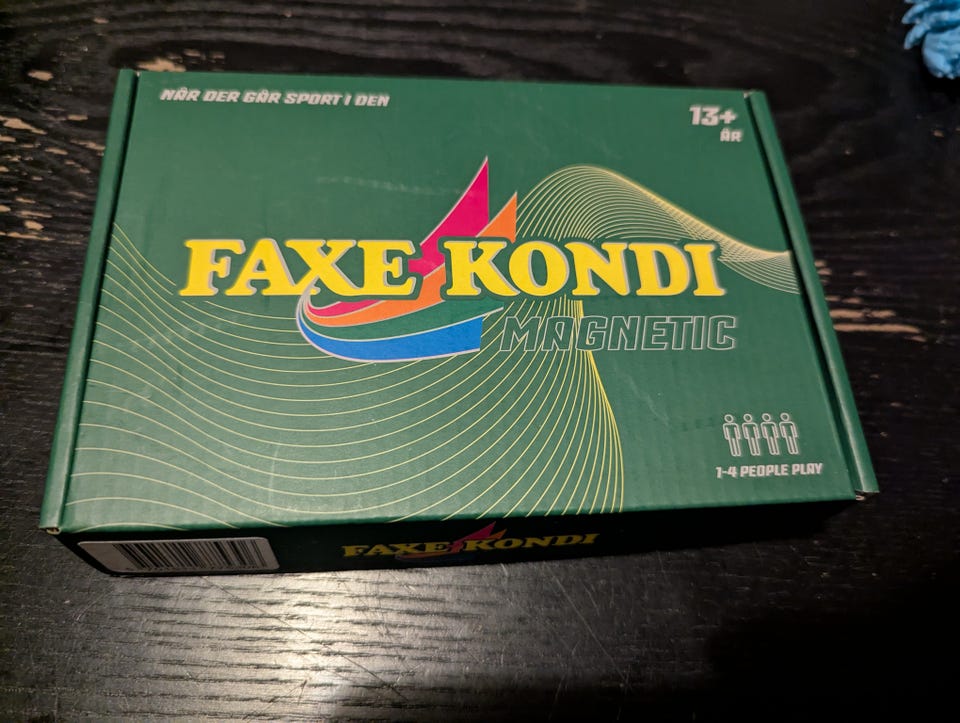 NÅR DER GÅR SPORT I DEN
13+
ÅR
FAXE KONDI
MAGNETIC
1-4 PEOPLE PLAY
FAXE KONDI